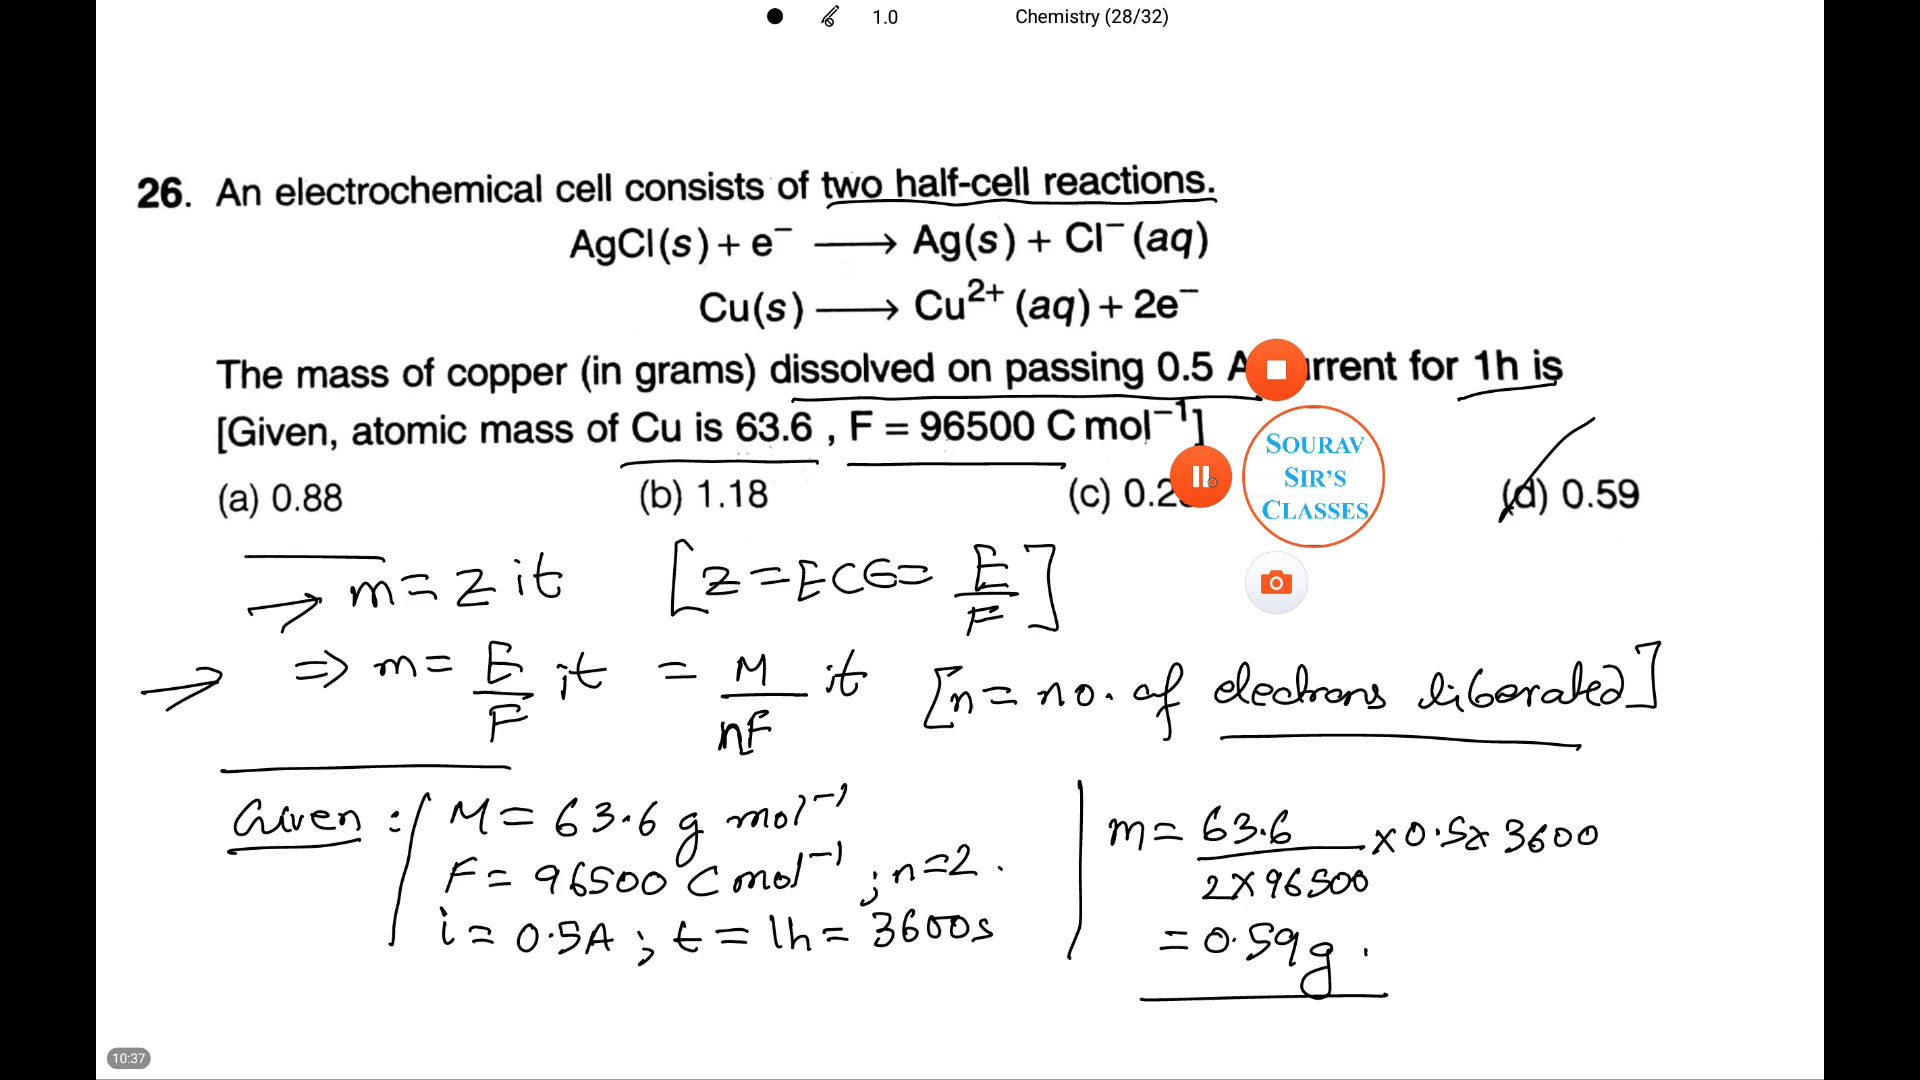 1.0 Chemistry (28/32)
26. An electrochemical cell consists of two half-cell reactions.
AgCl(s) + e⁻ ⟶ Ag(s) + Cl⁻ (aq)
Cu(s) ⟶ Cu²⁺ (aq) + 2e⁻
The mass of copper (in grams) dissolved on passing 0.5 A rrent for 1h is
[Given, atomic mass of Cu is 63.6 , F = 96500 C mol⁻¹]
(a) 0.88 (b) 1.18 (c) 0.2 (d) 0.59
SOURAV
SIR'S
CLASSES
→ m = z it [z = ECE = E/F]
→ ⇒ m = E/F it = M/nF it [n = no. of electrons liberated]
Given : M = 63.6 g mol⁻¹
F = 96500 C mol⁻¹ ; n = 2 .
i = 0.5A ; t = 1h = 3600s
m = 63.6/2 × 96500 × 0.5 × 3600
= 0.59g .
10:37